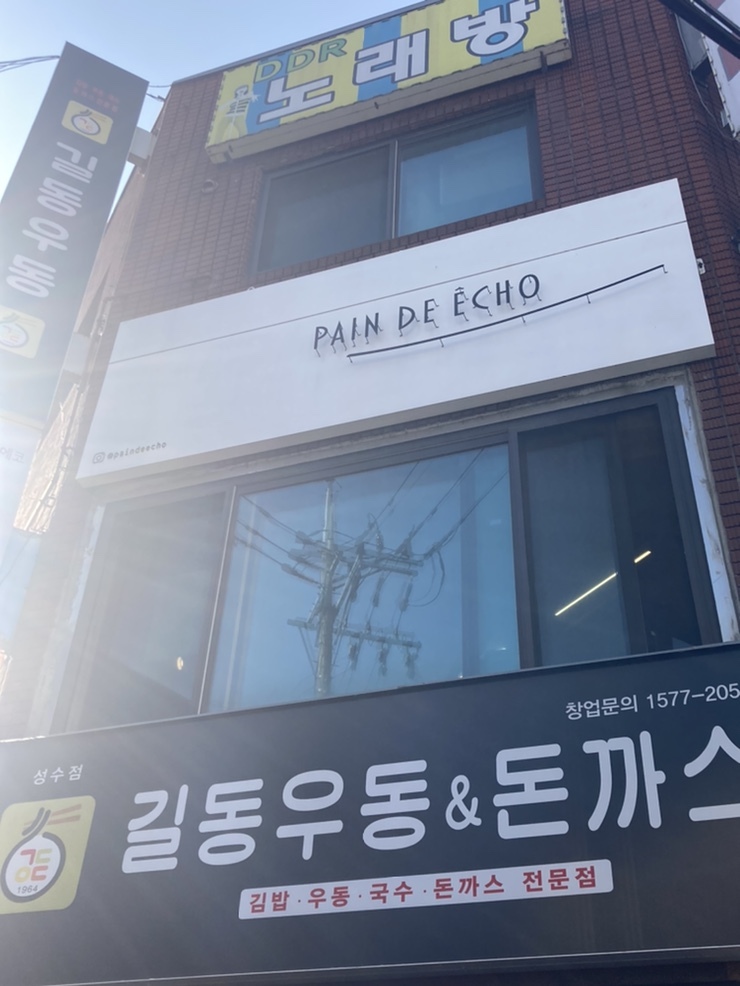 DDR
노래방
길동우동
PAIN DE ÊCHO
@paindeecho
창업문의 1577-205
성수점
길동우동&돈까스
1964
김밥·우동·국수·돈까스 전문점